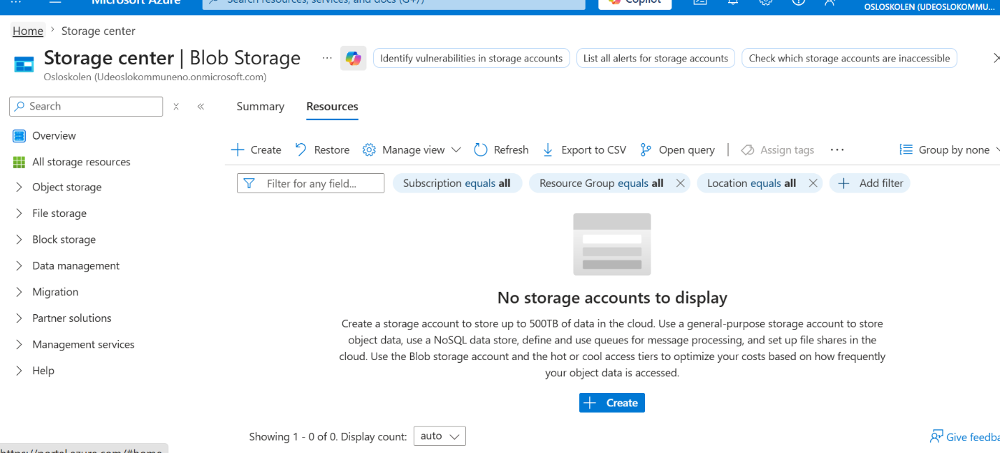 Microsoft Azure
Search resources, services, and docs (G+/)
Copilot
OSLOSKOLEN (UDEOSLOKOMMU...
Home > Storage center
Storage center | Blob Storage
...
Identify vulnerabilities in storage accounts
List all alerts for storage accounts
Check which storage accounts are inaccessible
Osloskolen (Udeoslokommuneno.onmicrosoft.com)
Search
Summary
Resources
Overview
All storage resources
Object storage
File storage
Block storage
Data management
Migration
Partner solutions
Management services
Help
Create
Restore
Manage view
Refresh
Export to CSV
Open query
Assign tags
...
Group by none
Filter for any field...
Subscription equals all
Resource Group equals all
Location equals all
Add filter
No storage accounts to display
Create a storage account to store up to 500TB of data in the cloud. Use a general-purpose storage account to store
object data, use a NoSQL data store, define and use queues for message processing, and set up file shares in the
cloud. Use the Blob storage account and the hot or cool access tiers to optimize your costs based on how frequently
your object data is accessed.
Create
Showing 1 - 0 of 0. Display count: auto
Give feedba
https://portal.azure.com/#home